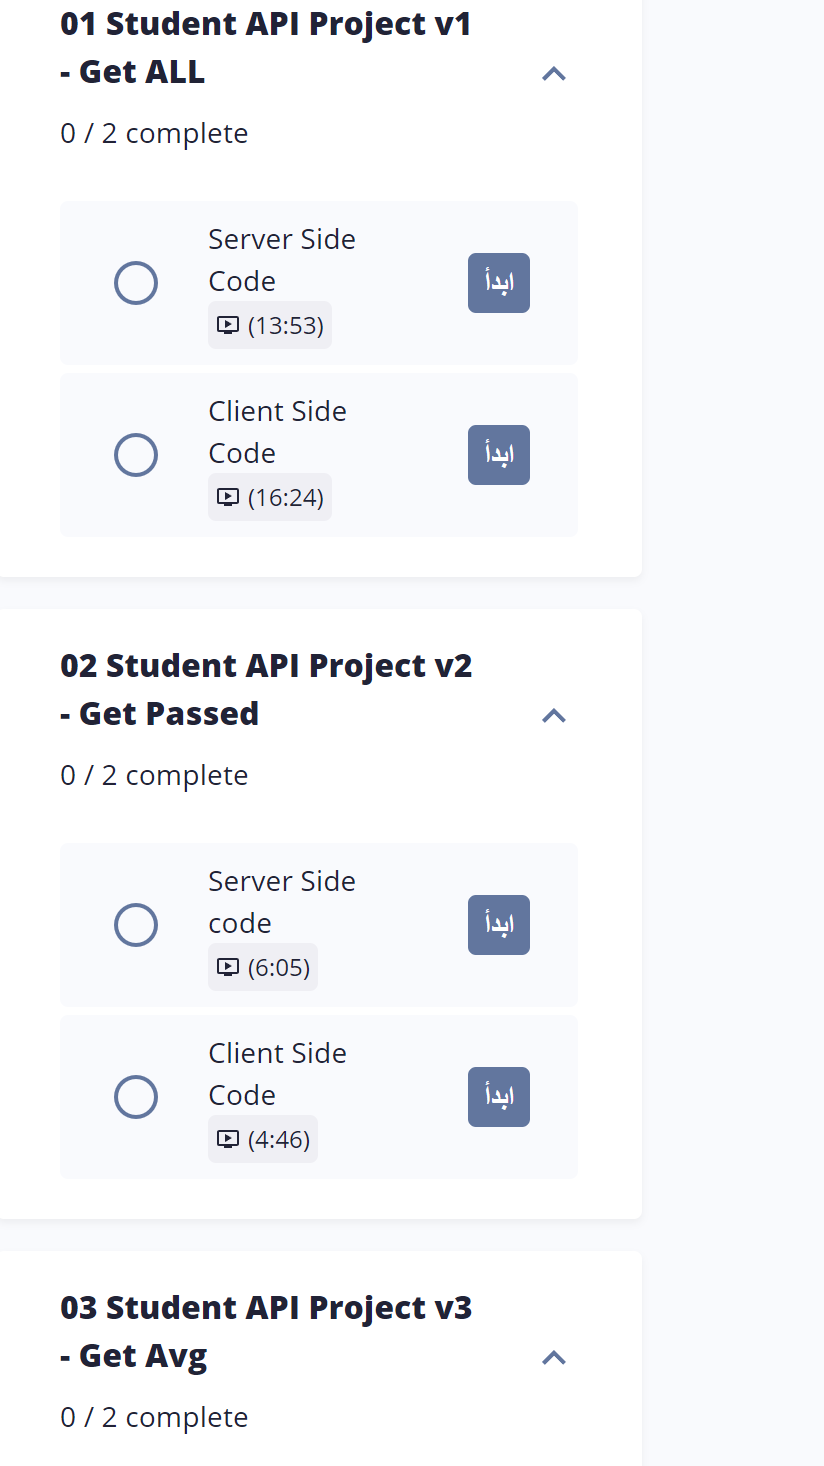 01 Student API Project v1
- Get ALL
0 / 2 complete
Server Side
Code
ابدأ
(13:53)
Client Side
Code
ابدأ
(16:24)
02 Student API Project v2
- Get Passed
0 / 2 complete
Server Side
code
ابدأ
(6:05)
Client Side
Code
ابدأ
(4:46)
03 Student API Project v3
- Get Avg
0 / 2 complete